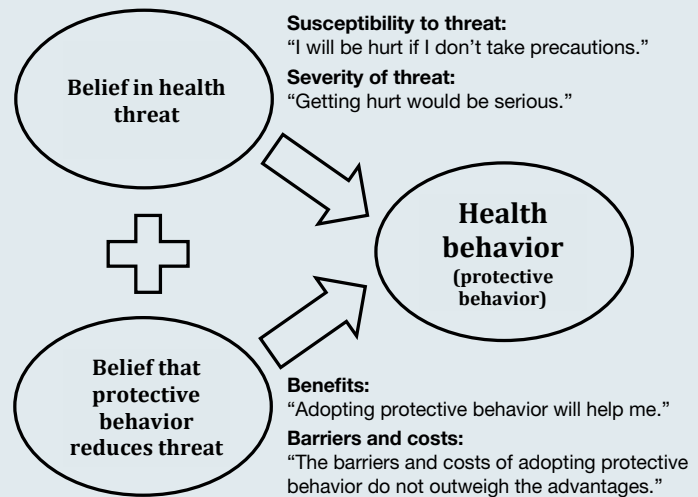 Susceptibility to threat:
“I will be hurt if I don’t take precautions.”
Severity of threat:
“Getting hurt would be serious.”
Belief in health
threat
Health
behavior
(protective
behavior)
Belief that
protective
behavior
reduces threat
Benefits:
“Adopting protective behavior will help me.”
Barriers and costs:
“The barriers and costs of adopting protective
behavior do not outweigh the advantages.”